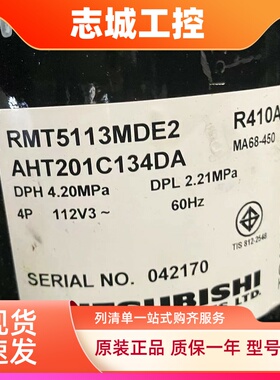 志城工控
RMT5113MDE2
R410A
AHT201C134DA
MA68-450
DPH 4.20MPa
DPL 2.21MPa
4P 112V3~
60Hz
TIS 812-2548
SERIAL NO. 042170
现货
列清单一站式购齐服务
原装正品 质保一年 型号